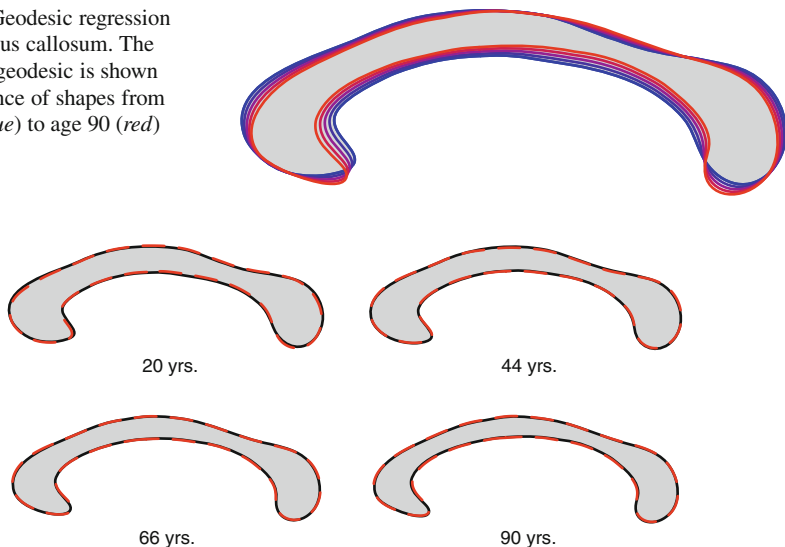 Geodesic regression
us callosum. The
geodesic is shown
nce of shapes from
ue) to age 90 (red)
20 yrs.
44 yrs.
66 yrs.
90 yrs.